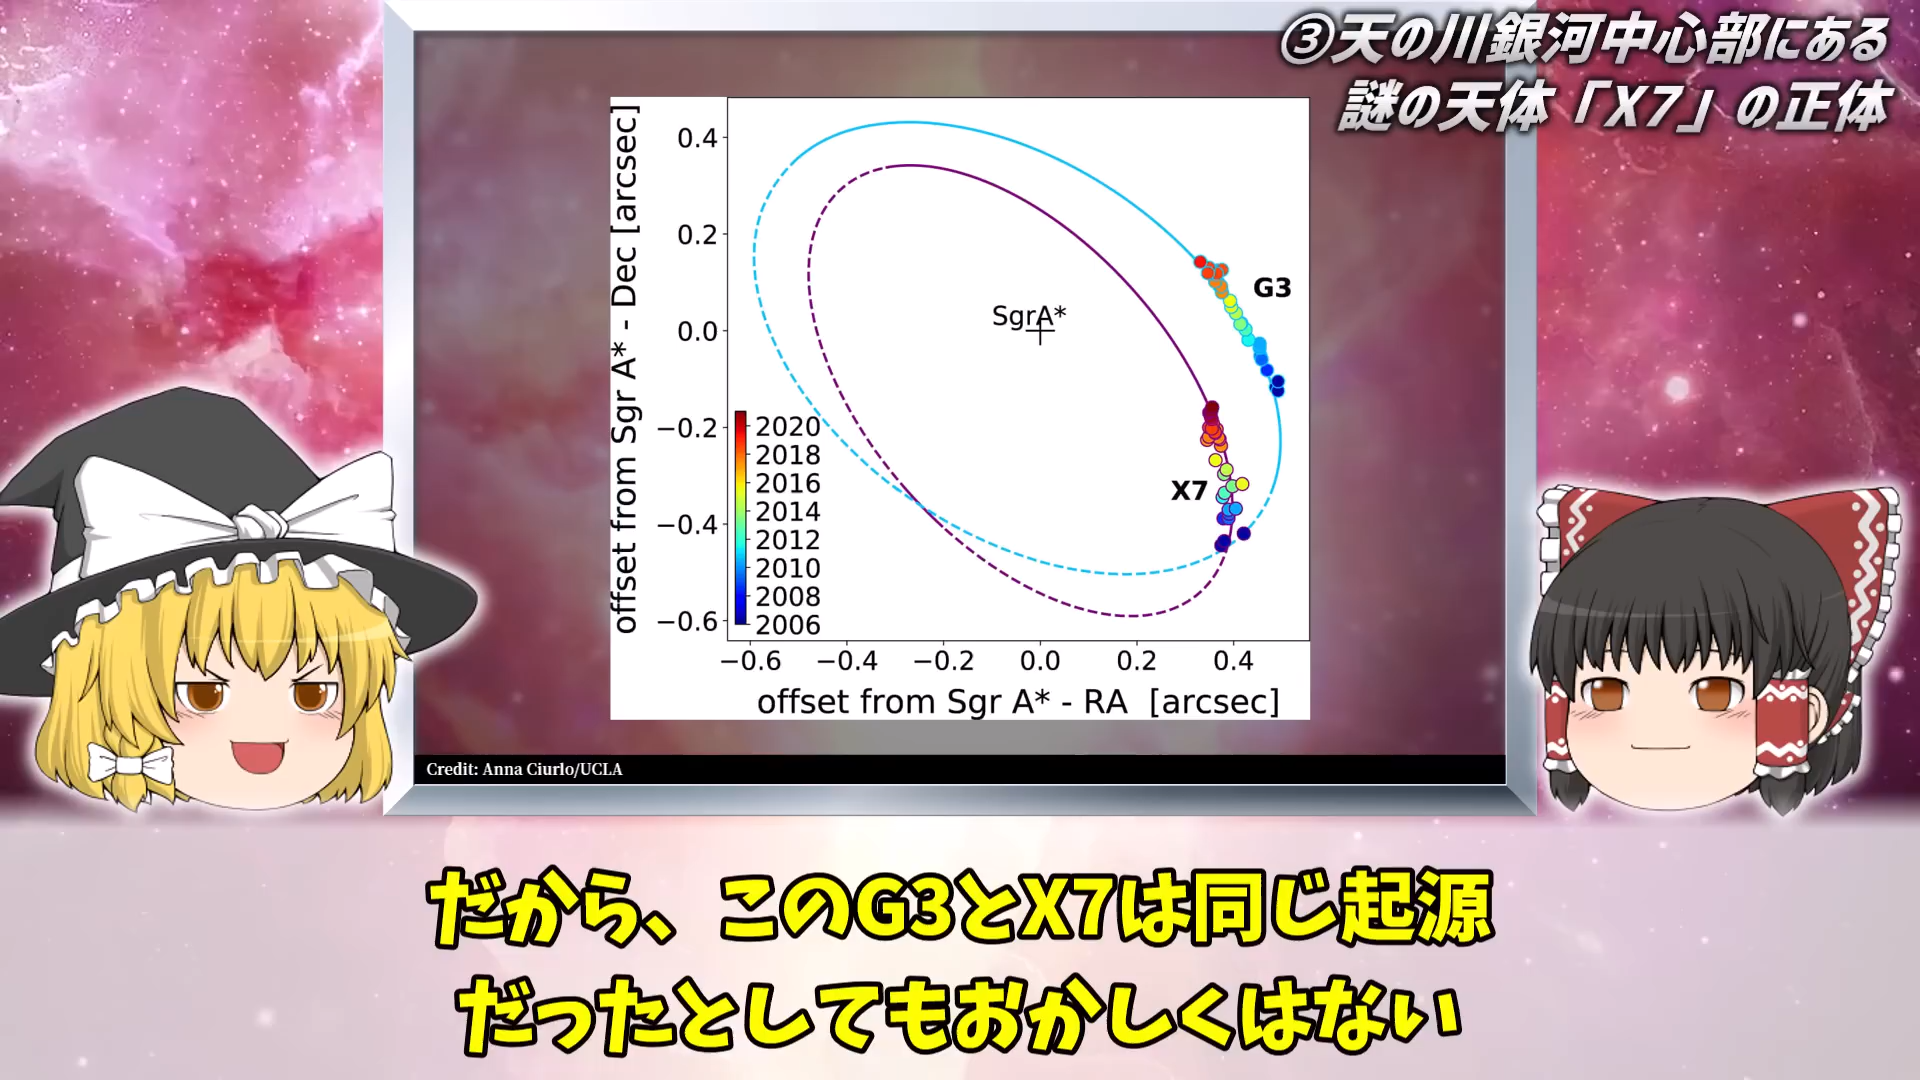 ③天の川銀河中心部にある
謎の天体「X7」の正体
offset from Sgr A* - Dec [arcsec]
0.4
0.2
0.0
−0.2
−0.4
−0.6
SgrA*
G3
X7
2020
2018
2016
2014
2012
2010
2008
2006
−0.6 −0.4 −0.2 0.0 0.2 0.4
offset from Sgr A* - RA [arcsec]
Credit: Anna Ciurlo/UCLA
だから、このG3とX7は同じ起源
だったとしてもおかしくはない